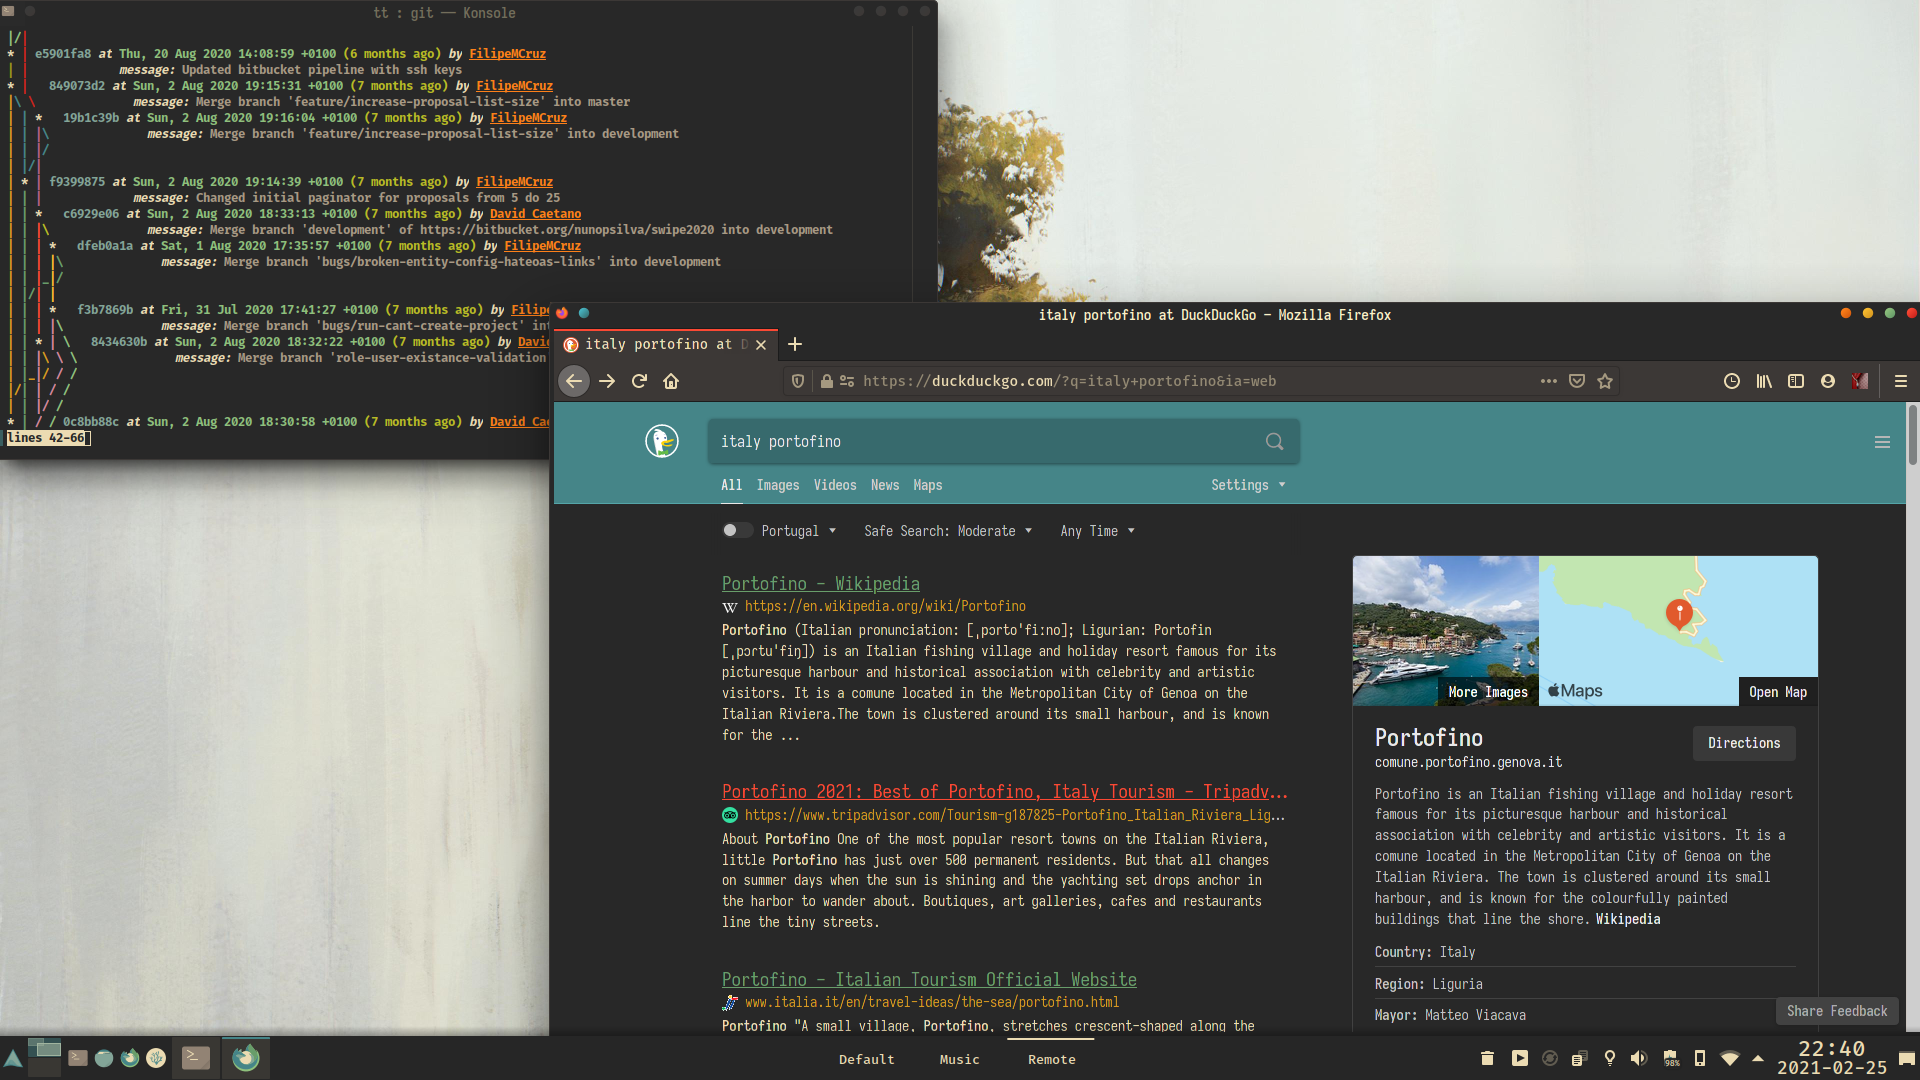 tt : git — Konsole
* e5901fa8 at Thu, 20 Aug 2020 14:08:59 +0100 (6 months ago) by FilipeMCruz
message: Updated bitbucket pipeline with ssh keys
* 849073d2 at Sun, 2 Aug 2020 19:15:31 +0100 (7 months ago) by FilipeMCruz
message: Merge branch 'feature/increase-proposal-list-size' into master
* 19b1c39b at Sun, 2 Aug 2020 19:16:04 +0100 (7 months ago) by FilipeMCruz
message: Merge branch 'feature/increase-proposal-list-size' into development
* f9399875 at Sun, 2 Aug 2020 19:14:39 +0100 (7 months ago) by FilipeMCruz
message: Changed initial paginator for proposals from 5 do 25
* c6929e06 at Sun, 2 Aug 2020 18:33:13 +0100 (7 months ago) by David Caetano
message: Merge branch 'development' of https://bitbucket.org/nunopsilva/swipe2020 into development
* dfeb0a1a at Sat, 1 Aug 2020 17:35:57 +0100 (7 months ago) by FilipeMCruz
message: Merge branch 'bugs/broken-entity-config-hateoas-links' into development
* f3b7869b at Fri, 31 Jul 2020 17:41:27 +0100 (7 months ago) by Filip
message: Merge branch 'bugs/run-cant-create-project' int
* 8434630b at Sun, 2 Aug 2020 18:32:22 +0100 (7 months ago) by Davi
message: Merge branch 'role-user-existance-validation
* 0c8bb88c at Sun, 2 Aug 2020 18:30:58 +0100 (7 months ago) by David Cae
lines 42-66
italy portofino at DuckDuckGo — Mozilla Firefox
italy portofino at D
https://duckduckgo.com/?q=italy+portofino&ia=web
italy portofino
All Images Videos News Maps Settings
Portugal Safe Search: Moderate Any Time
Portofino - Wikipedia
W https://en.wikipedia.org/wiki/Portofino
Portofino (Italian pronunciation: [ˌpɔrtoˈfiːno]; Ligurian: Portofin
[ˌpɔrtuˈfiŋ]) is an Italian fishing village and holiday resort famous for its
picturesque harbour and historical association with celebrity and artistic
visitors. It is a comune located in the Metropolitan City of Genoa on the
Italian Riviera.The town is clustered around its small harbour, and is known
for the ...
Portofino 2021: Best of Portofino, Italy Tourism - Tripadv...
https://www.tripadvisor.com/Tourism-g187825-Portofino_Italian_Riviera_Lig...
About Portofino One of the most popular resort towns on the Italian Riviera,
little Portofino has just over 500 permanent residents. But that all changes
on summer days when the sun is shining and the yachting set drops anchor in
the harbor to wander about. Boutiques, art galleries, cafes and restaurants
line the tiny streets.
Portofino - Italian Tourism Official Website
www.italia.it/en/travel-ideas/the-sea/portofino.html
Portofino "A small village, Portofino, stretches crescent-shaped along the
More Images
Maps
Open Map
Portofino
Directions
comune.portofino.genova.it
Portofino is an Italian fishing village and holiday resort
famous for its picturesque harbour and historical
association with celebrity and artistic visitors. It is a
comune located in the Metropolitan City of Genoa on the
Italian Riviera. The town is clustered around its small
harbour, and is known for the colourfully painted
buildings that line the shore. Wikipedia
Country: Italy
Region: Liguria
Mayor: Matteo Viacava
Share Feedback
Default Music Remote
98%
22:40
2021-02-25